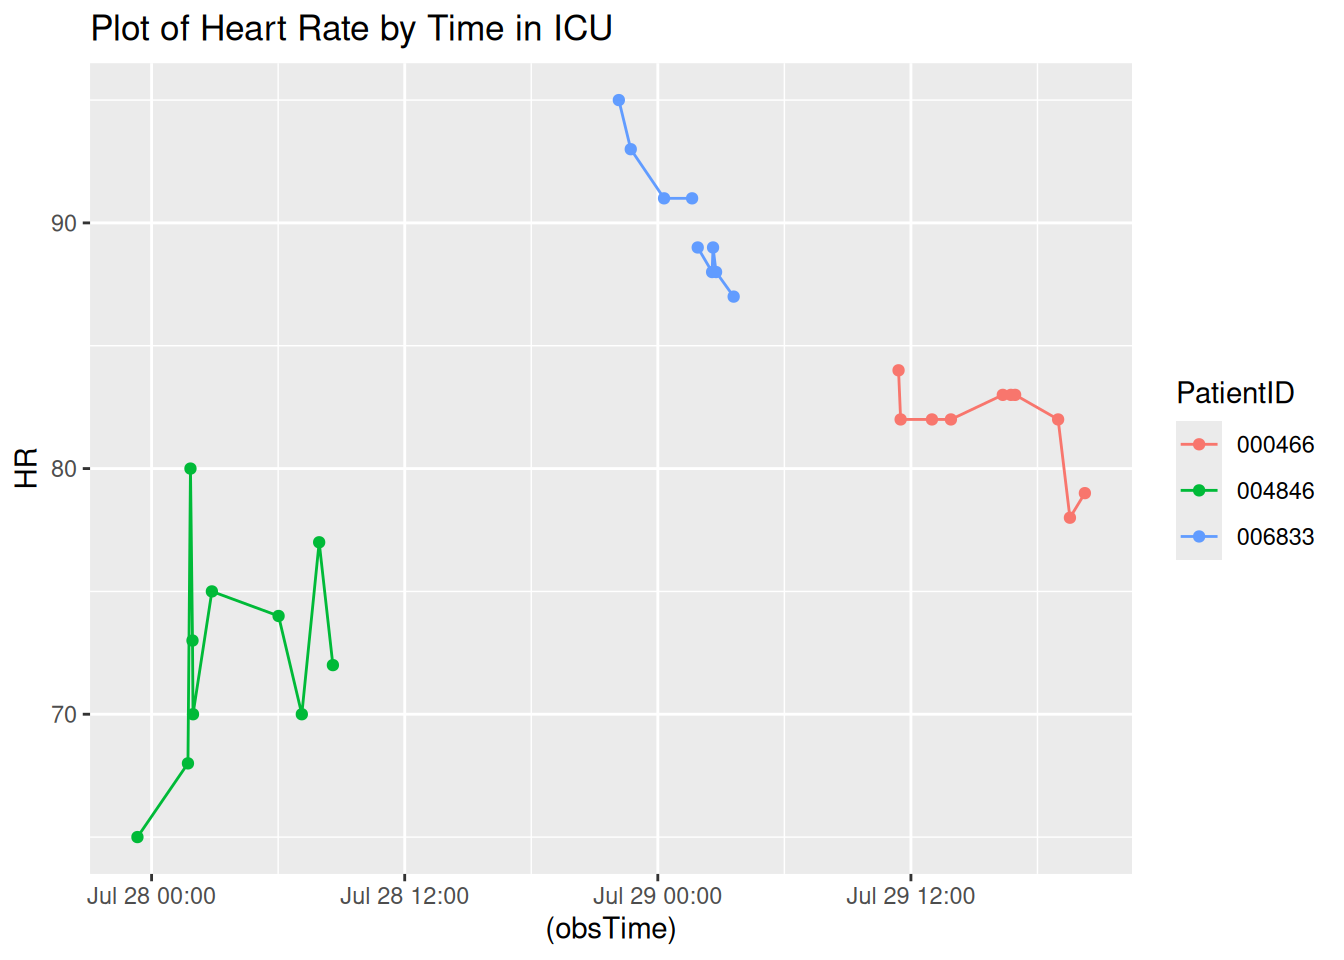 Plot of Heart Rate by Time in ICU
HR
90
80
70
Jul 28 00:00 Jul 28 12:00 Jul 29 00:00 Jul 29 12:00
(obsTime)
PatientID
000466
004846
006833